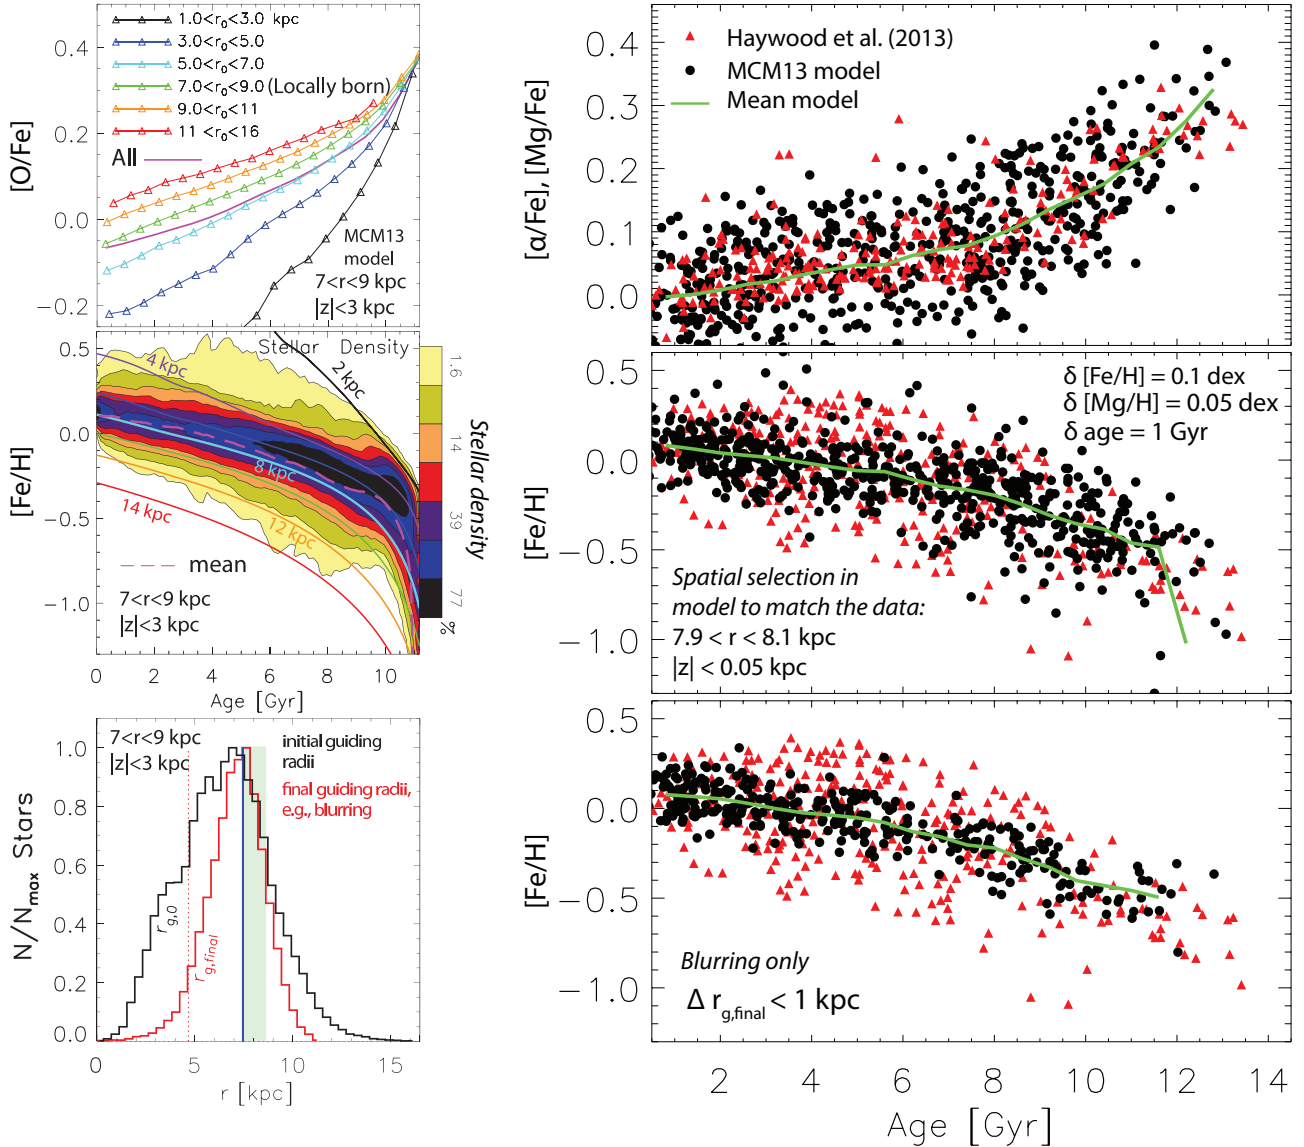 1.0<r₀<3.0 kpc
3.0<r₀<5.0
5.0<r₀<7.0
7.0<r₀<9.0 (Locally born)
9.0<r₀<11
11<r₀<16
All
MCM13
model
7<r<9 kpc
|z|<3 kpc
[O/Fe]
0.4
0.2
0.0
−0.2
Stellar Density
2 kpc
4 kpc
8 kpc
12 kpc
14 kpc
mean
7<r<9 kpc
|z|<3 kpc
[Fe/H]
0.5
0.0
−0.5
−1.0
0 2 4 6 8 10
Age [Gyr]
1.6
14
39
77
%
Stellar density
7<r<9 kpc
|z|<3 kpc
initial guiding
radii
final guiding radii,
e.g., blurring
r_g,0
r_g,final
N/Nmax Stars
1.0
0.8
0.6
0.4
0.2
0.0
0 5 10 15
r [kpc]
Haywood et al. (2013)
MCM13 model
Mean model
[α/Fe], [Mg/Fe]
0.4
0.3
0.2
0.1
0.0
δ [Fe/H] = 0.1 dex
δ [Mg/H] = 0.05 dex
δ age = 1 Gyr
Spatial selection in
model to match the data:
7.9 < r < 8.1 kpc
|z| < 0.05 kpc
[Fe/H]
0.5
0.0
−0.5
−1.0
Blurring only
Δ r_g,final < 1 kpc
[Fe/H]
0.5
0.0
−0.5
−1.0
2 4 6 8 10 12 14
Age [Gyr]